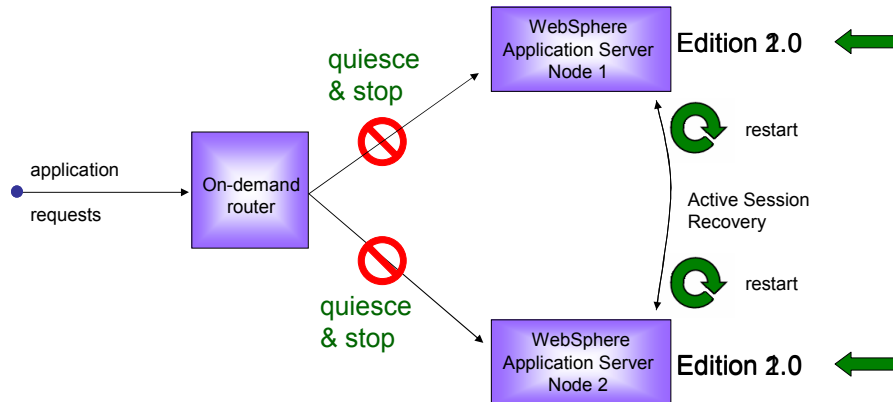 WebSphere
Application Server
Node 1
Edition
quiesce
& stop
restart
application
requests
On-demand
router
Active Session
Recovery
restart
quiesce
& stop
WebSphere
Application Server
Node 2
Edition